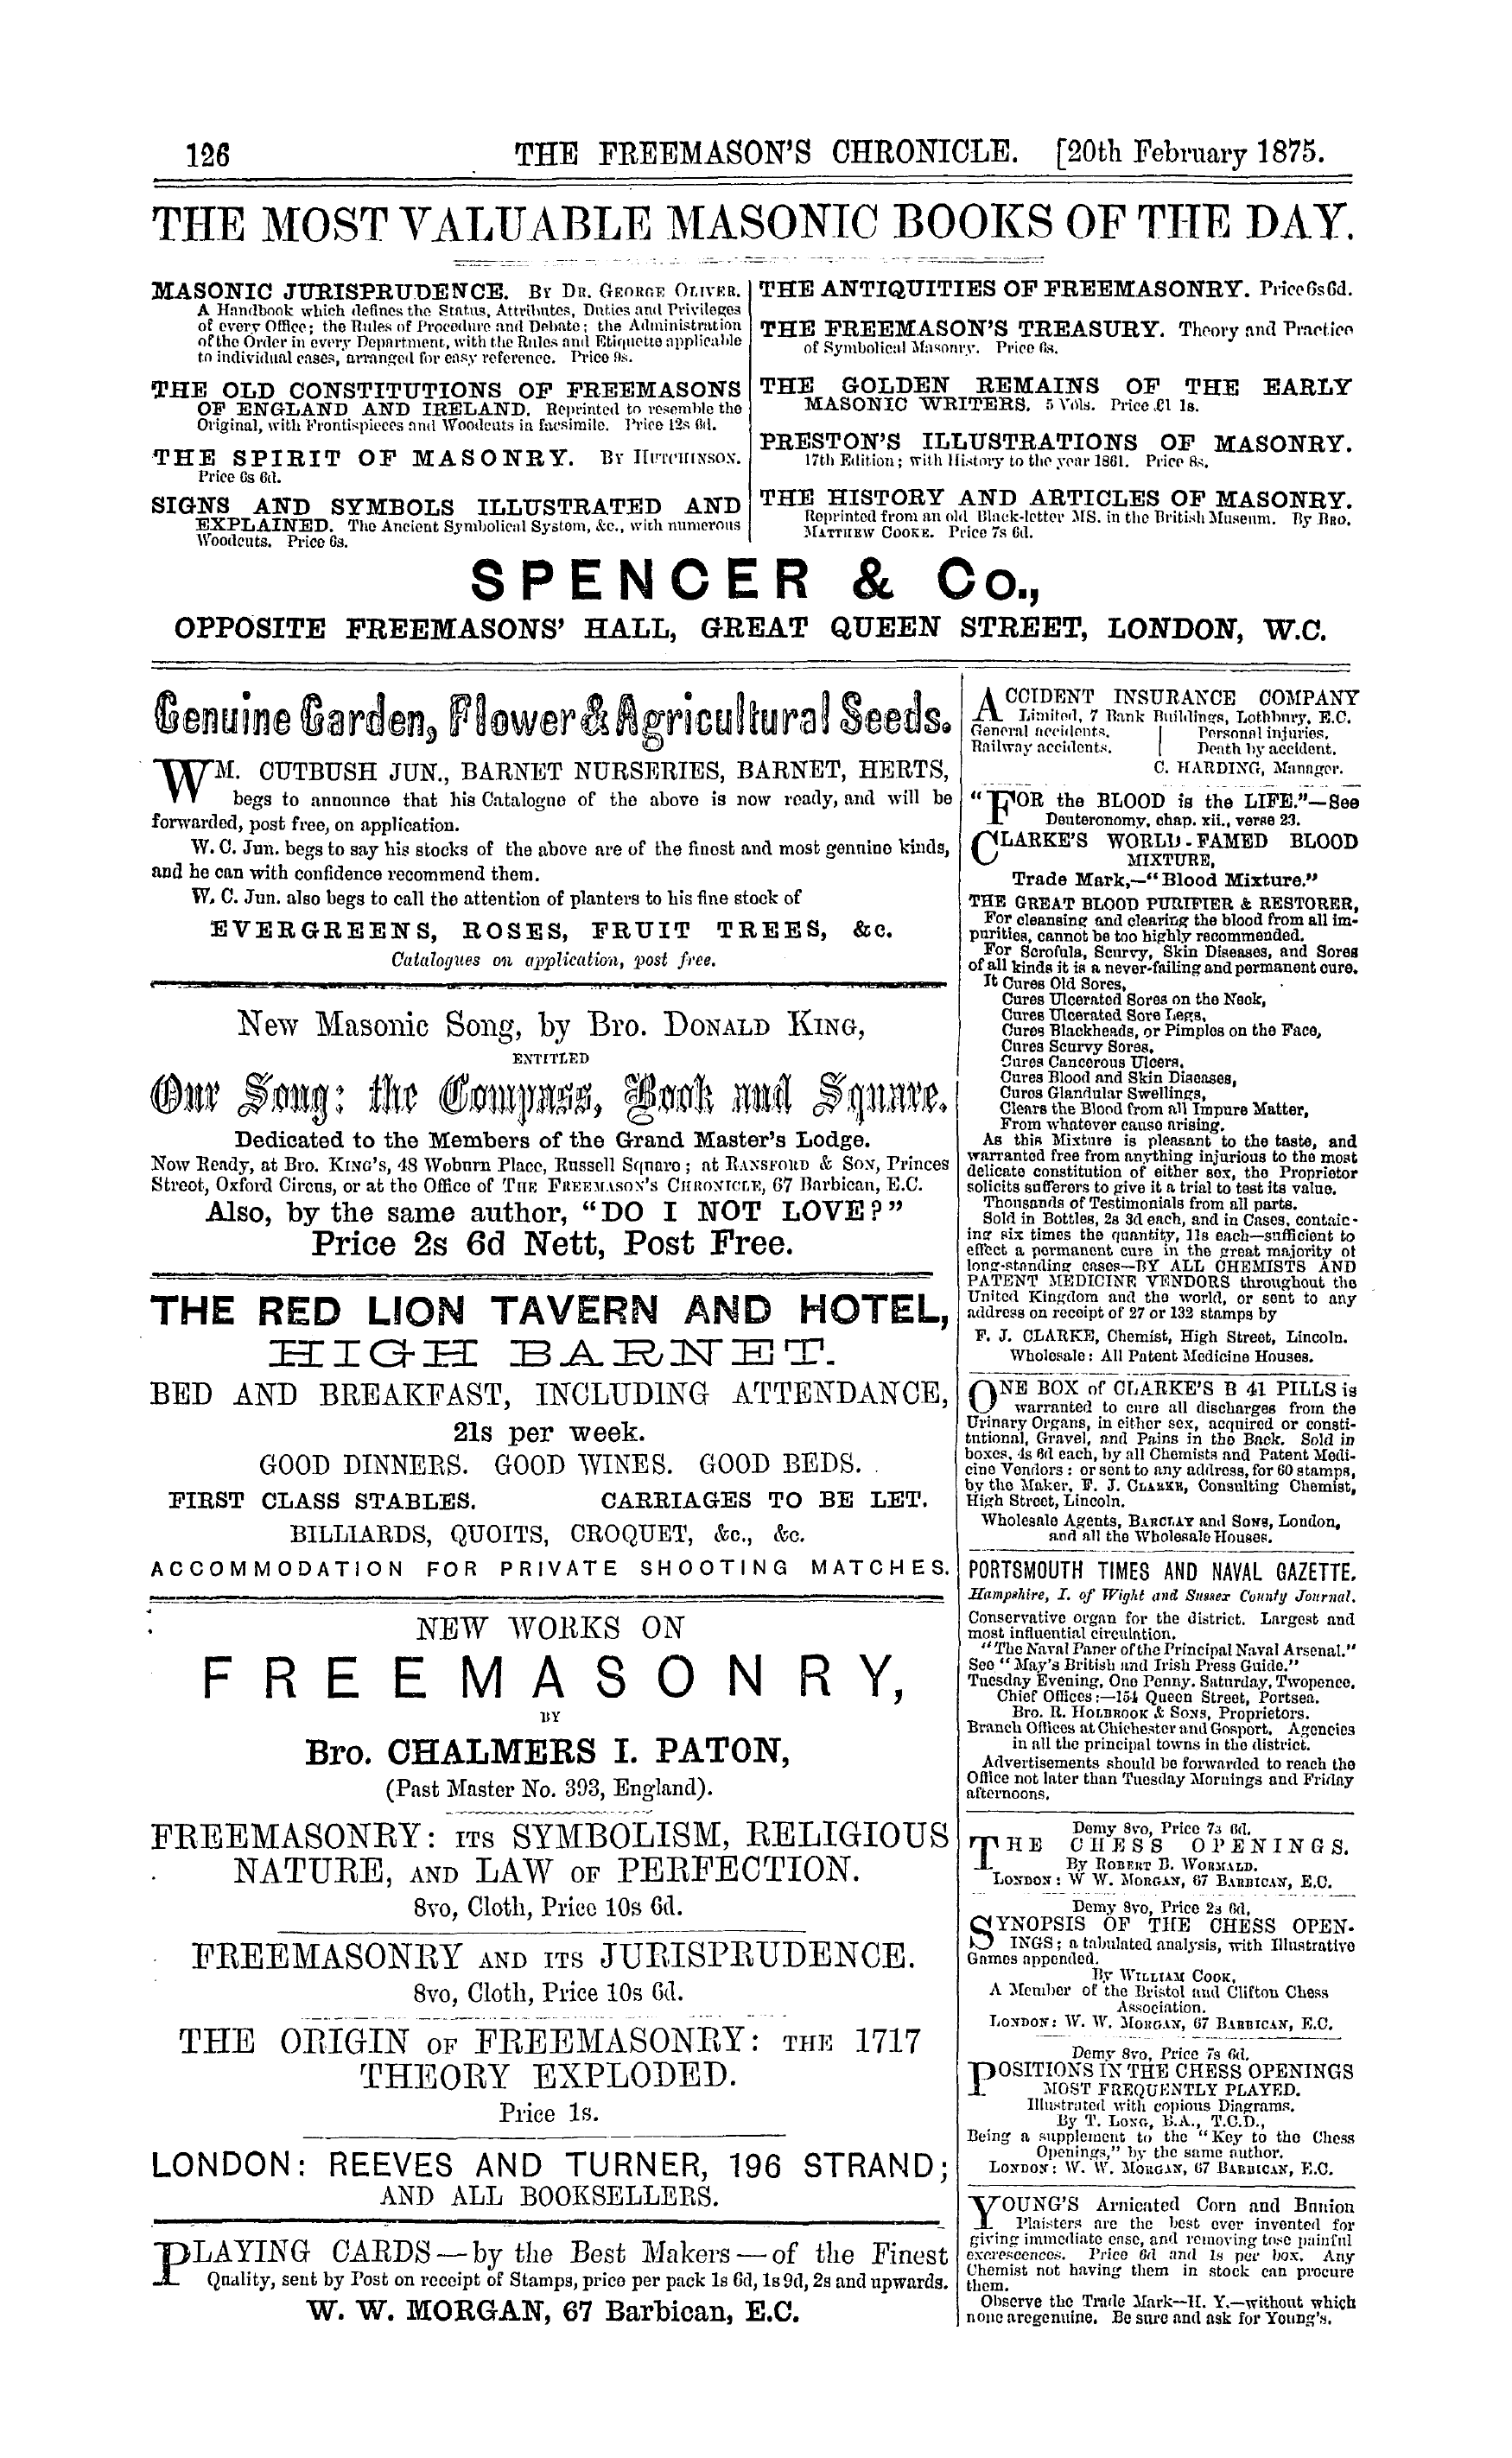 126 THE FREEMASON'S CHRONICLE. [20th February 1875.
THE MOST VALUABLE MASONIC BOOKS OF THE DAY.
MASONIC JURISPRUDENCE. By Dr. George Oliver.
A Handbook which defines the Status, Attributes, Duties and Privileges
of every Office; the Rules of Procedure and Debate; the Administration
of the Order in every Department, with the Rules and Etiquette applicable
to individual cases, arranged for easy reference. Price 9s.
THE OLD CONSTITUTIONS OF FREEMASONS
OF ENGLAND AND IRELAND. Reprinted to resemble the
Original, with Frontispieces and Woodcuts in facsimile. Price 12s 6d.
THE SPIRIT OF MASONRY. By Hutchinson.
Price 6s 6d.
SIGNS AND SYMBOLS ILLUSTRATED AND
EXPLAINED. The Ancient Symbolical System, &c., with numerous
Woodcuts. Price 6s.
THE ANTIQUITIES OF FREEMASONRY. Price 6s 6d.
THE FREEMASON'S TREASURY. Theory and Practice
of Symbolical Masonry. Price 6s.
THE GOLDEN REMAINS OF THE EARLY
MASONIC WRITERS. 5 Vols. Price £1 1s.
PRESTON'S ILLUSTRATIONS OF MASONRY.
17th Edition; with History to the year 1861. Price 8s.
THE HISTORY AND ARTICLES OF MASONRY.
Reprinted from an old Black-letter MS. in the British Museum. By Bro.
Matthew Cooke. Price 7s 6d.
SPENCER & Co.,
OPPOSITE FREEMASONS' HALL, GREAT QUEEN STREET, LONDON, W.C.
Genuine Garden, Flower & Agricultural Seeds.
WM. CUTBUSH JUN., BARNET NURSERIES, BARNET, HERTS,
begs to announce that his Catalogue of the above is now ready, and will be
forwarded, post free, on application.
W. C. Jun. begs to say his stocks of the above are of the finest and most genuine kinds,
and he can with confidence recommend them.
W. C. Jun. also begs to call the attention of planters to his fine stock of
EVERGREENS, ROSES, FRUIT TREES, &c.
Catalogues on application, post free.
New Masonic Song, by Bro. Donald King,
ENTITLED
Our Song: the Compass, Book and Square.
Dedicated to the Members of the Grand Master's Lodge.
Now Ready, at Bro. King's, 48 Woburn Place, Russell Square; at Ransford & Son, Princes
Street, Oxford Circus, or at the Office of The Freemason's Chronicle, 67 Barbican, E.C.
Also, by the same author, "DO I NOT LOVE?"
Price 2s 6d Nett, Post Free.
THE RED LION TAVERN AND HOTEL,
HIGH BARNET.
BED AND BREAKFAST, INCLUDING ATTENDANCE,
21s per week.
GOOD DINNERS. GOOD WINES. GOOD BEDS.
FIRST CLASS STABLES. CARRIAGES TO BE LET.
BILLIARDS, QUOITS, CROQUET, &c., &c.
ACCOMMODATION FOR PRIVATE SHOOTING MATCHES.
NEW WORKS ON
FREEMASONRY,
BY
Bro. CHALMERS I. PATON,
(Past Master No. 393, England).
FREEMASONRY: ITS SYMBOLISM, RELIGIOUS
NATURE, AND LAW OF PERFECTION.
8vo, Cloth, Price 10s 6d.
FREEMASONRY AND ITS JURISPRUDENCE.
8vo, Cloth, Price 10s 6d.
THE ORIGIN OF FREEMASONRY: THE 1717
THEORY EXPLODED.
Price 1s.
LONDON: REEVES AND TURNER, 196 STRAND;
AND ALL BOOKSELLERS.
PLAYING CARDS—by the Best Makers—of the Finest
Quality, sent by Post on receipt of Stamps, price per pack 1s 6d, 1s 9d, 2s and upwards.
W. W. MORGAN, 67 Barbican, E.C.
ACCIDENT INSURANCE COMPANY
Limited, 7 Bank Buildings, Lothbury, E.C.
General accidents. | Personal injuries.
Railway accidents. | Death by accident.
C. HARDING, Manager.
"FOR the BLOOD is the LIFE."—See
Deuteronomy, chap. xii., verse 23.
CLARKE'S WORLD-FAMED BLOOD
MIXTURE,
Trade Mark,—"Blood Mixture."
THE GREAT BLOOD PURIFIER & RESTORER,
For cleansing and clearing the blood from all im-
purities, cannot be too highly recommended.
For Scrofula, Scurvy, Skin Diseases, and Sores
of all kinds it is a never-failing and permanent cure.
It Cures Old Sores,
Cures Ulcerated Sores on the Neck,
Cures Ulcerated Sore Legs,
Cures Blackheads, or Pimples on the Face,
Cures Scurvy Sores,
Cures Cancerous Ulcers,
Cures Blood and Skin Diseases,
Cures Glandular Swellings,
Clears the Blood from all Impure Matter,
From whatever cause arising.
As this Mixture is pleasant to the taste, and
warranted free from anything injurious to the most
delicate constitution of either sex, the Proprietor
solicits sufferers to give it a trial to test its value.
Thousands of Testimonials from all parts.
Sold in Bottles, 2s 3d each, and in Cases, contaic-
ing six times the quantity, 11s each—sufficient to
effect a permanent cure in the great majority of
long-standing cases—BY ALL CHEMISTS AND
PATENT MEDICINE VENDORS throughout the
United Kingdom and the world, or sent to any
address on receipt of 27 or 132 stamps by
F. J. CLARKE, Chemist, High Street, Lincoln.
Wholesale: All Patent Medicine Houses.
ONE BOX of CLARKE'S B 41 PILLS is
warranted to cure all discharges from the
Urinary Organs, in either sex, acquired or consti-
tutional, Gravel, and Pains in the Back. Sold in
boxes, 4s 6d each, by all Chemists and Patent Medi-
cine Vendors: or sent to any address, for 60 stamps,
by the Maker, F. J. Clarke, Consulting Chemist,
High Street, Lincoln.
Wholesale Agents, Barclay and Sons, London,
and all the Wholesale Houses.
PORTSMOUTH TIMES AND NAVAL GAZETTE.
Hampshire, I. of Wight and Sussex County Journal.
Conservative organ for the district. Largest and
most influential circulation.
"The Naval Paper of the Principal Naval Arsenal."
See "May's British and Irish Press Guide."
Tuesday Evening, One Penny. Saturday, Twopence.
Chief Offices:—154 Queen Street, Portsea.
Bro. R. Holbrook & Sons, Proprietors.
Branch Offices at Chichester and Gosport. Agencies
in all the principal towns in the district.
Advertisements should be forwarded to reach the
Office not later than Tuesday Mornings and Friday
afternoons.
Demy 8vo, Price 7s 6d.
THE CHESS OPENINGS.
By Robert B. Wormald.
London: W W. Morgan, 67 Barbican, E.C.
Demy 8vo, Price 2s 6d,
SYNOPSIS OF THE CHESS OPEN-
INGS; a tabulated analysis, with Illustrative
Games appended.
By William Cook,
A Member of the Bristol and Clifton Chess
Association.
London: W. W. Morgan, 67 Barbican, E.C.
Demy 8vo, Price 7s 6d.
POSITIONS IN THE CHESS OPENINGS
MOST FREQUENTLY PLAYED.
Illustrated with copious Diagrams.
By T. Long, B.A., T.C.D.,
Being a supplement to the "Key to the Chess
Openings," by the same author.
London: W. W. Morgan, 67 Barbican, E.C.
YOUNG'S Arnicated Corn and Bunion
Plaisters are the best ever invented for
giving immediate ease, and removing tose painful
excrescences. Price 6d and 1s per box. Any
Chemist not having them in stock can procure
them.
Observe the Trade Mark—H. Y.—without which
none are genuine. Be sure and ask for Young's.